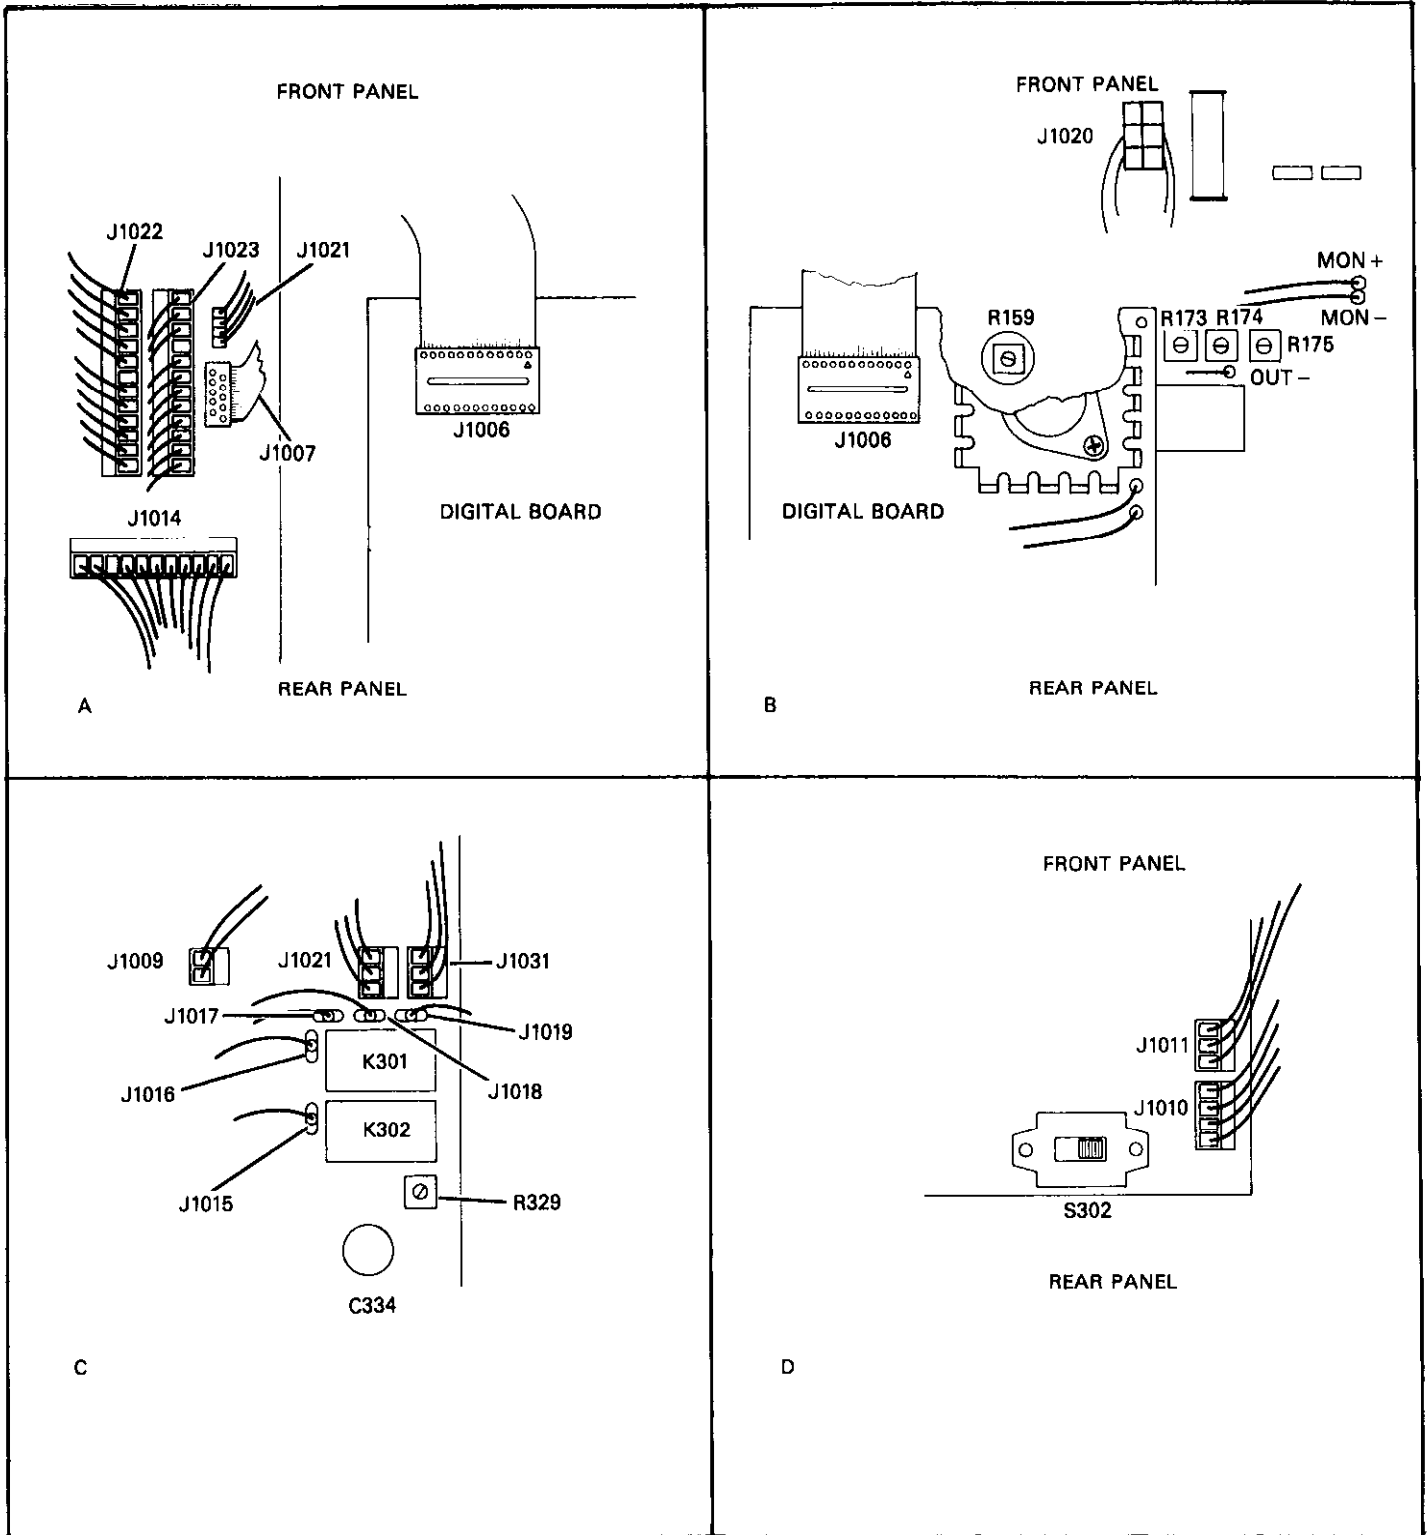 FRONT PANEL
J1022
J1023
J1021
J1007
J1006
J1014
DIGITAL BOARD
REAR PANEL
A
FRONT PANEL
J1020
MON +
MON -
R159
R173
R174
R175
OUT -
J1006
DIGITAL BOARD
REAR PANEL
B
J1009
J1021
J1031
J1017
J1019
K301
J1016
J1018
K302
J1015
R329
C334
C
FRONT PANEL
J1011
J1010
S302
REAR PANEL
D